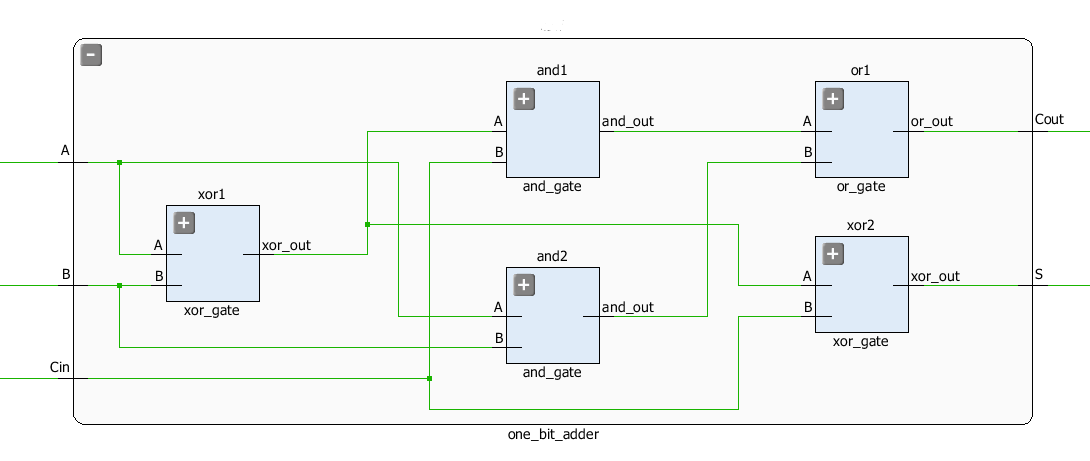 and1
or1
A
and_out
A
or_out
Cout
B
B
and_gate
or_gate
A
xor1
A
xor_out
B
xor_gate
B
and2
A
and_out
B
and_gate
xor2
A
xor_out
S
B
xor_gate
Cin
one_bit_adder